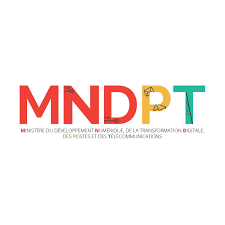 MNDPT
MINISTÈRE DU DÉVELOPPEMENT NUMÉRIQUE, DE LA TRANSFORMATION DIGITALE,
DES POSTES ET DES TÉLÉCOMMUNICATIONS